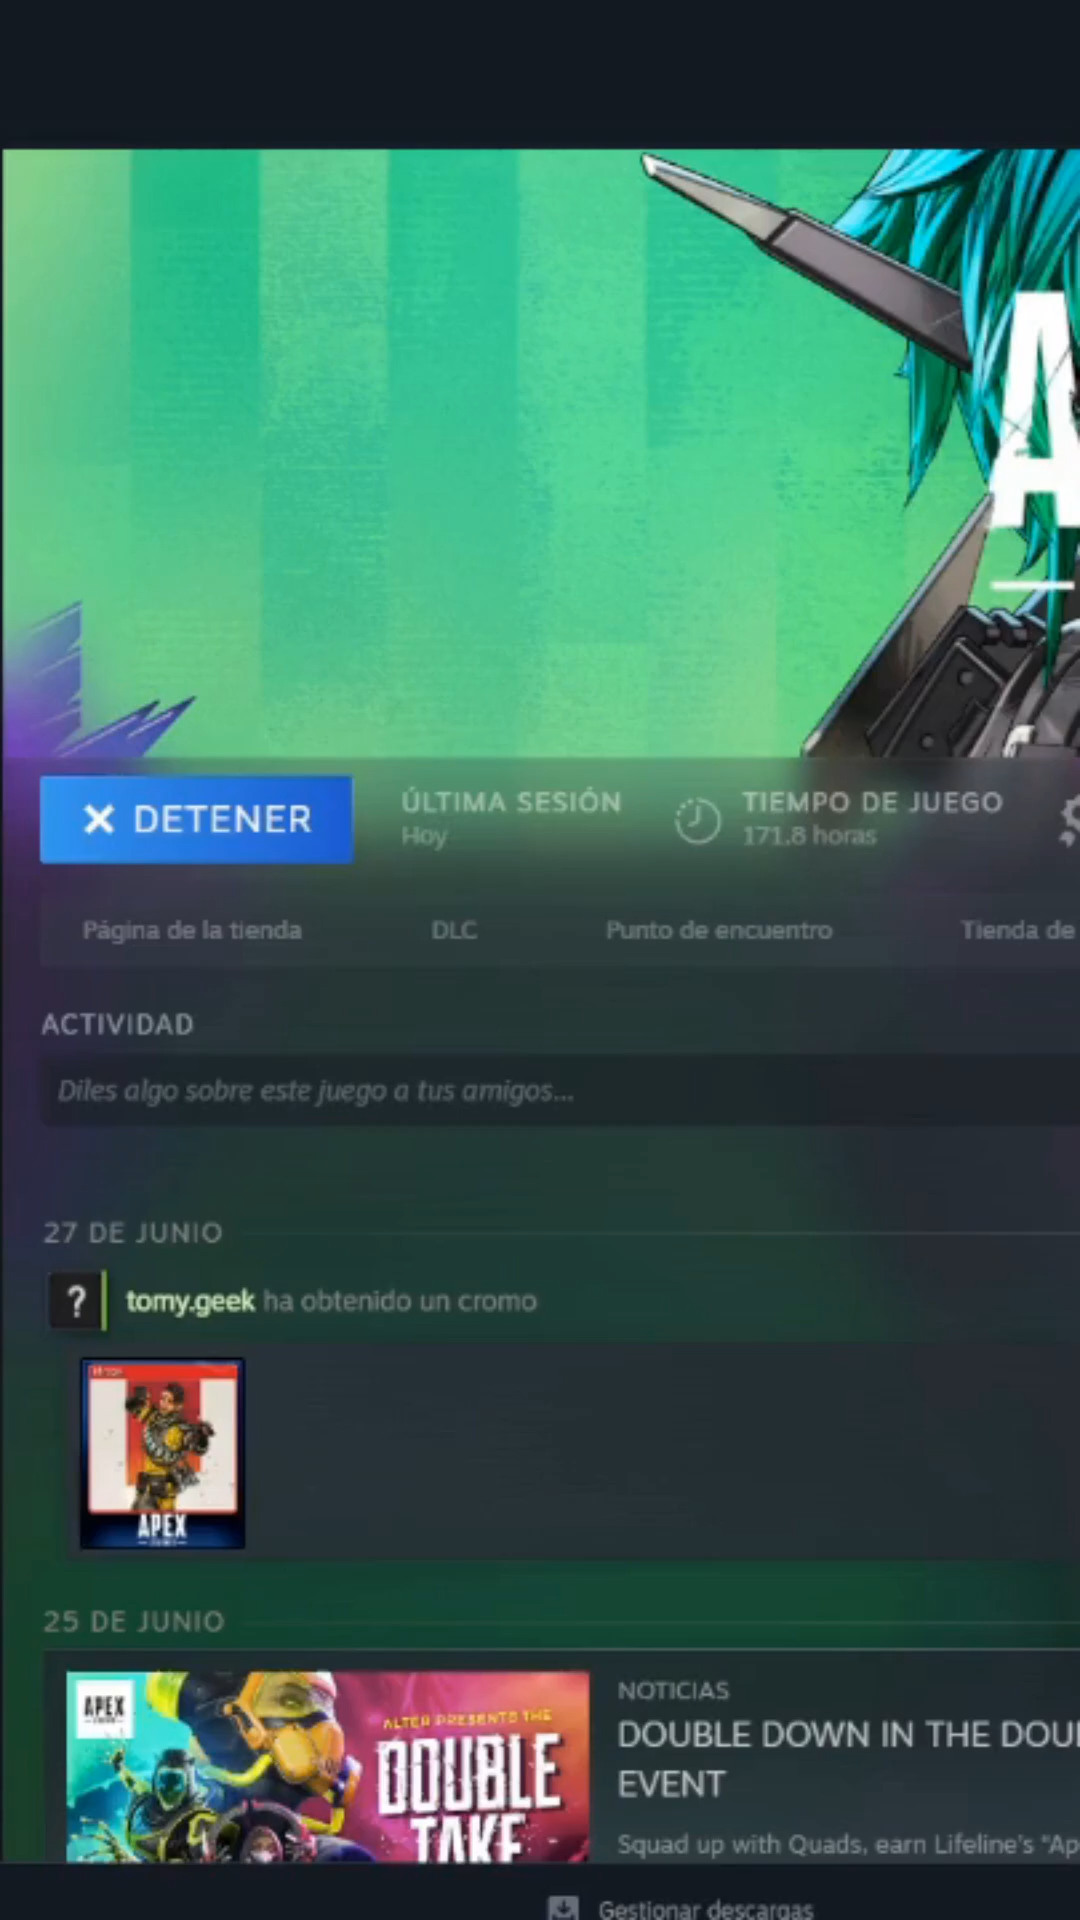 A
DETENER
ÚLTIMA SESIÓN
Hoy
TIEMPO DE JUEGO
171,8 horas
Página de la tienda
DLC
Punto de encuentro
Tienda de
ACTIVIDAD
Diles algo sobre este juego a tus amigos...
27 DE JUNIO
?
tomy.geek ha obtenido un cromo
APEX
25 DE JUNIO
APEX
ALTER PRESENTS THE
DOUBLE
TAKE
NOTICIAS
DOUBLE DOWN IN THE DOU
EVENT
Squad up with Quads, earn Lifeline's "Ap
Gestionar descargas